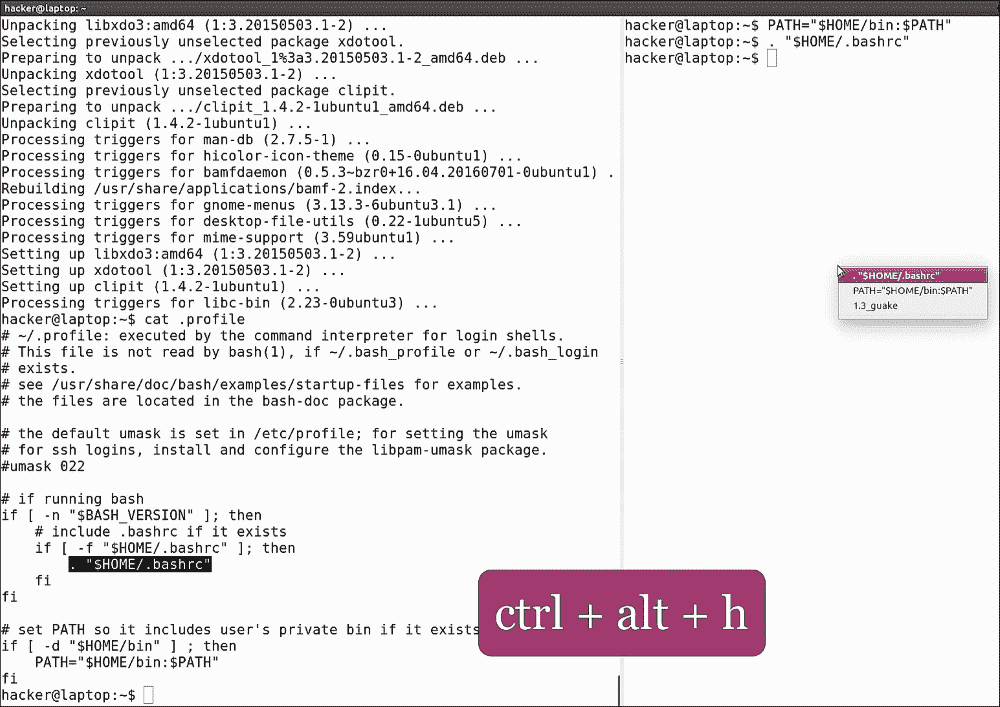 hacker@laptop: ~
Unpacking libxdo3:amd64 (1:3.20150503.1-2) ...
Selecting previously unselected package xdotool.
Preparing to unpack .../xdotool_1%3a3.20150503.1-2_amd64.deb ...
Unpacking xdotool (1:3.20150503.1-2) ...
Selecting previously unselected package clipit.
Preparing to unpack .../clipit_1.4.2-1ubuntu1_amd64.deb ...
Unpacking clipit (1.4.2-1ubuntu1) ...
Processing triggers for man-db (2.7.5-1) ...
Processing triggers for hicolor-icon-theme (0.15-0ubuntu1) ...
Processing triggers for bamfdaemon (0.5.3~bzr0+16.04.20160701-0ubuntu1) .
Rebuilding /usr/share/applications/bamf-2.index...
Processing triggers for gnome-menus (3.13.3-6ubuntu3.1) ...
Processing triggers for desktop-file-utils (0.22-1ubuntu5) ...
Processing triggers for mime-support (3.59ubuntu1) ...
Setting up libxdo3:amd64 (1:3.20150503.1-2) ...
Setting up xdotool (1:3.20150503.1-2) ...
Setting up clipit (1.4.2-1ubuntu1) ...
Processing triggers for libc-bin (2.23-0ubuntu3) ...
hacker@laptop:~$ cat .profile
# ~/.profile: executed by the command interpreter for login shells.
# This file is not read by bash(1), if ~/.bash_profile or ~/.bash_login
# exists.
# see /usr/share/doc/bash/examples/startup-files for examples.
# the files are located in the bash-doc package.
# the default umask is set in /etc/profile; for setting the umask
# for ssh logins, install and configure the libpam-umask package.
#umask 022
# if running bash
if [ -n "$BASH_VERSION" ]; then
# include .bashrc if it exists
if [ -f "$HOME/.bashrc" ]; then
. "$HOME/.bashrc"
fi
fi
# set PATH so it includes user's private bin if it exists
if [ -d "$HOME/bin" ] ; then
PATH="$HOME/bin:$PATH"
fi
hacker@laptop:~$
hacker@laptop:~$ PATH="$HOME/bin:$PATH"
hacker@laptop:~$ . "$HOME/.bashrc"
hacker@laptop:~$
. "$HOME/.bashrc"
PATH="$HOME/bin:$PATH"
1.3_guake
ctrl + alt + h